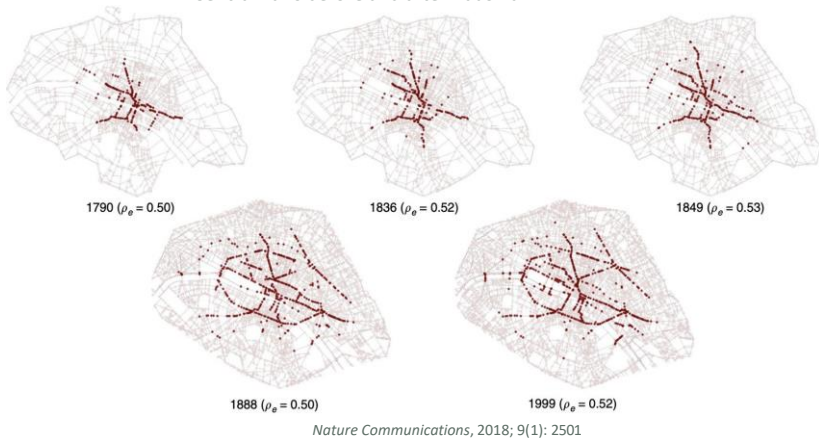 1790 (ρₑ = 0.50)
1836 (ρₑ = 0.52)
1849 (ρₑ = 0.53)
1888 (ρₑ = 0.50)
1999 (ρₑ = 0.52)
Nature Communications, 2018; 9(1): 2501